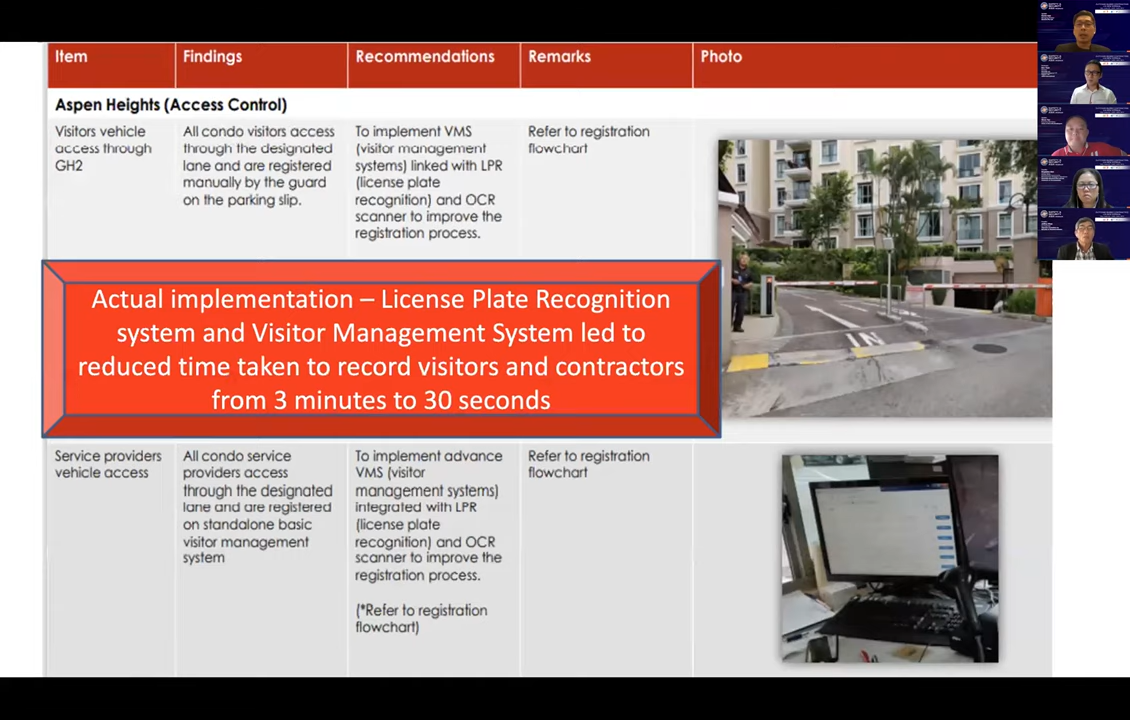 Item
Findings
Recommendations
Remarks
Photo
Aspen Heights (Access Control)
Visitors vehicle
access through
GH2
All condo visitors access
through the designated
lane and are registered
manually by the guard
on the parking slip.
To implement VMS
(visitor management
systems) linked with LPR
(license plate
recognition) and OCR
scanner to improve the
registration process.
Refer to registration
flowchart
IN
Actual implementation – License Plate Recognition
system and Visitor Management System led to
reduced time taken to record visitors and contractors
from 3 minutes to 30 seconds
Service providers
vehicle access
All condo service
providers access
through the designated
lane and are registered
on standalone basic
visitor management
system
To implement advance
VMS (visitor
management systems)
integrated with LPR
(license plate
recognition) and OCR
scanner to improve the
registration process.
(*Refer to registration
flowchart)
Refer to registration
flowchart